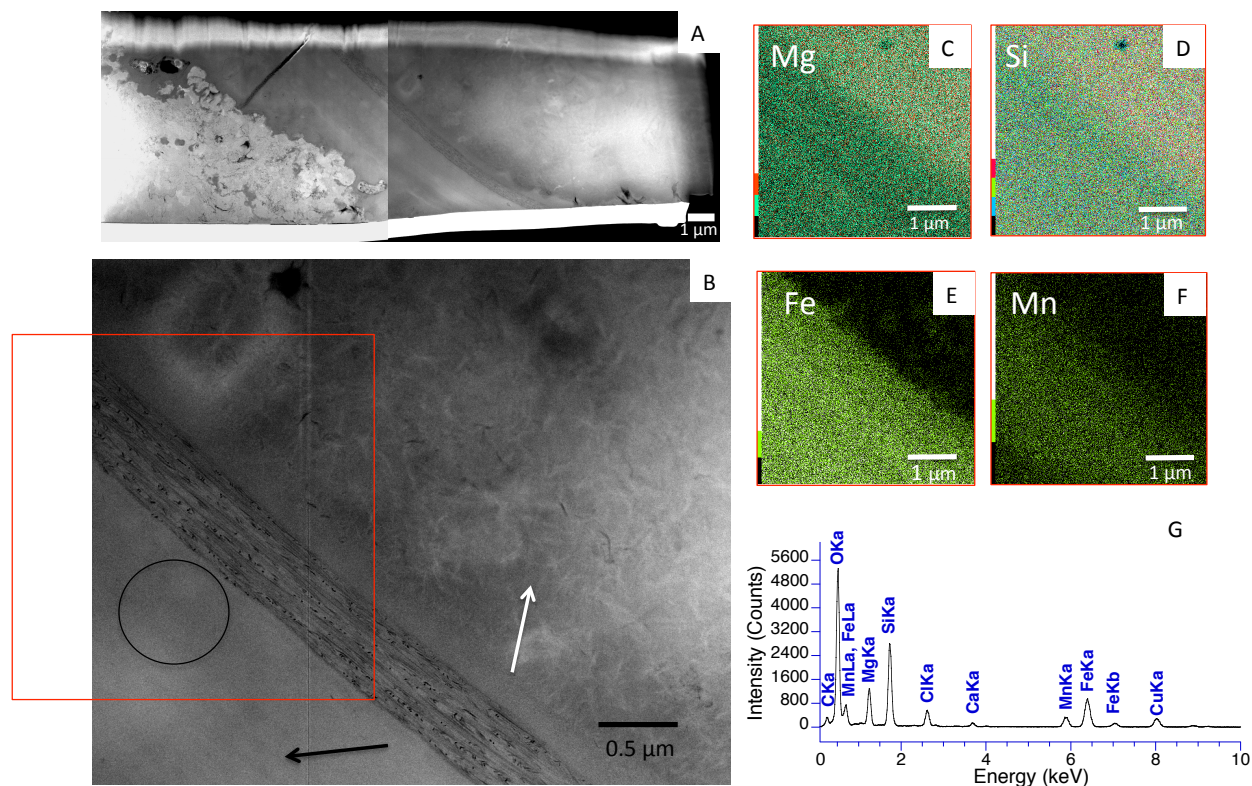 A
1 μm
B
0.5 μm
Mg
C
1 μm
Si
D
1 μm
Fe
E
1 μm
Mn
F
1 μm
G
Intensity (Counts)
5600
4800
4000
3200
2400
1600
800
0
CKa
OKa
MnLa, FeLa
MgKa
SiKa
ClKa
CaKa
MnKa
FeKa
FeKb
CuKa
0 2 4 6 8 10
Energy (keV)